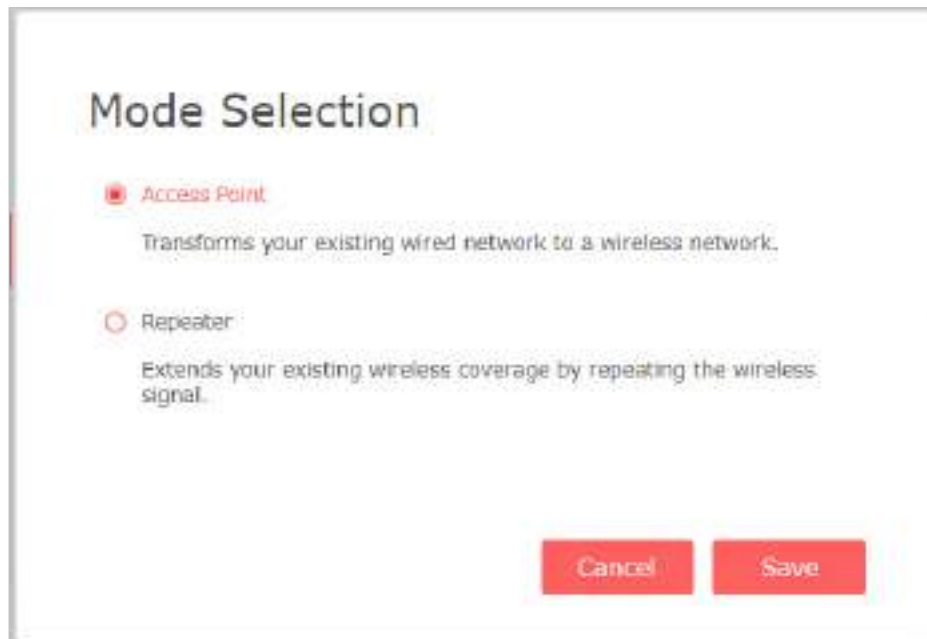 Mode Selection
Access Point
Transforms your existing wired network to a wireless network.
Repeater
Extends your existing wireless coverage by repeating the wireless
signal.
Cancel
Save